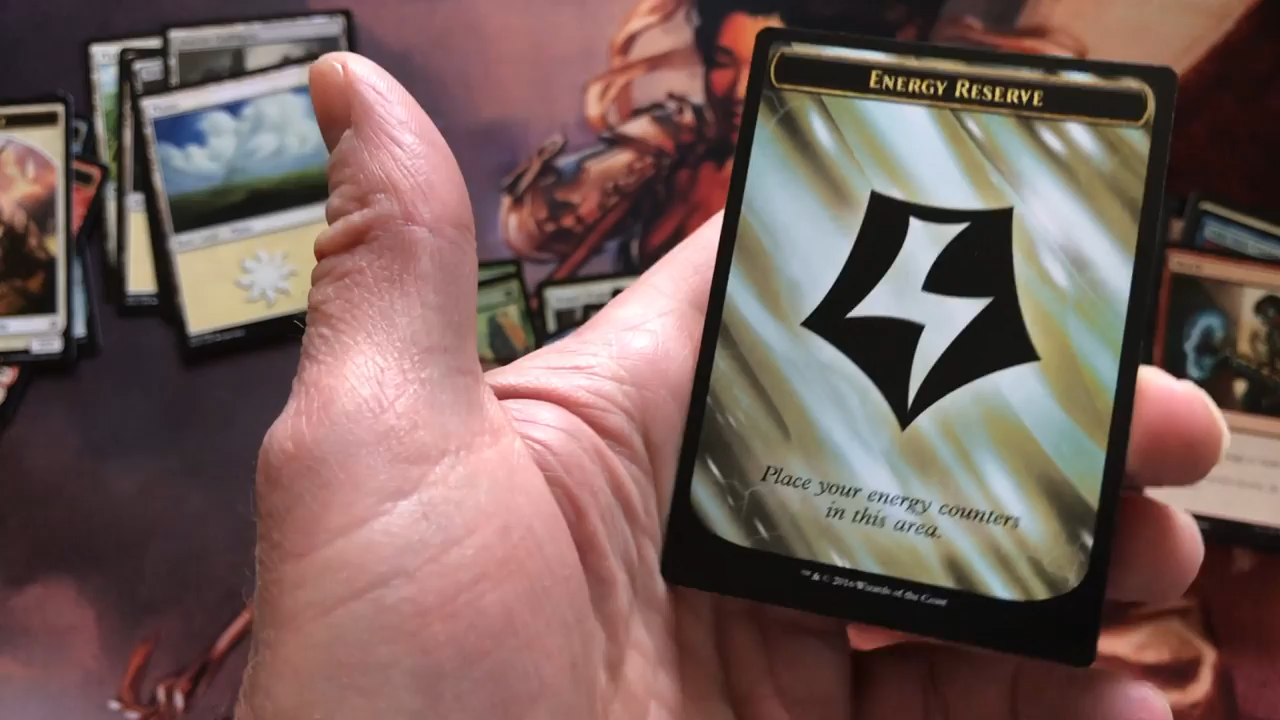 ENERGY RESERVE
Place your energy counters
in this area.
™ & © 2016 Wizards of the Coast